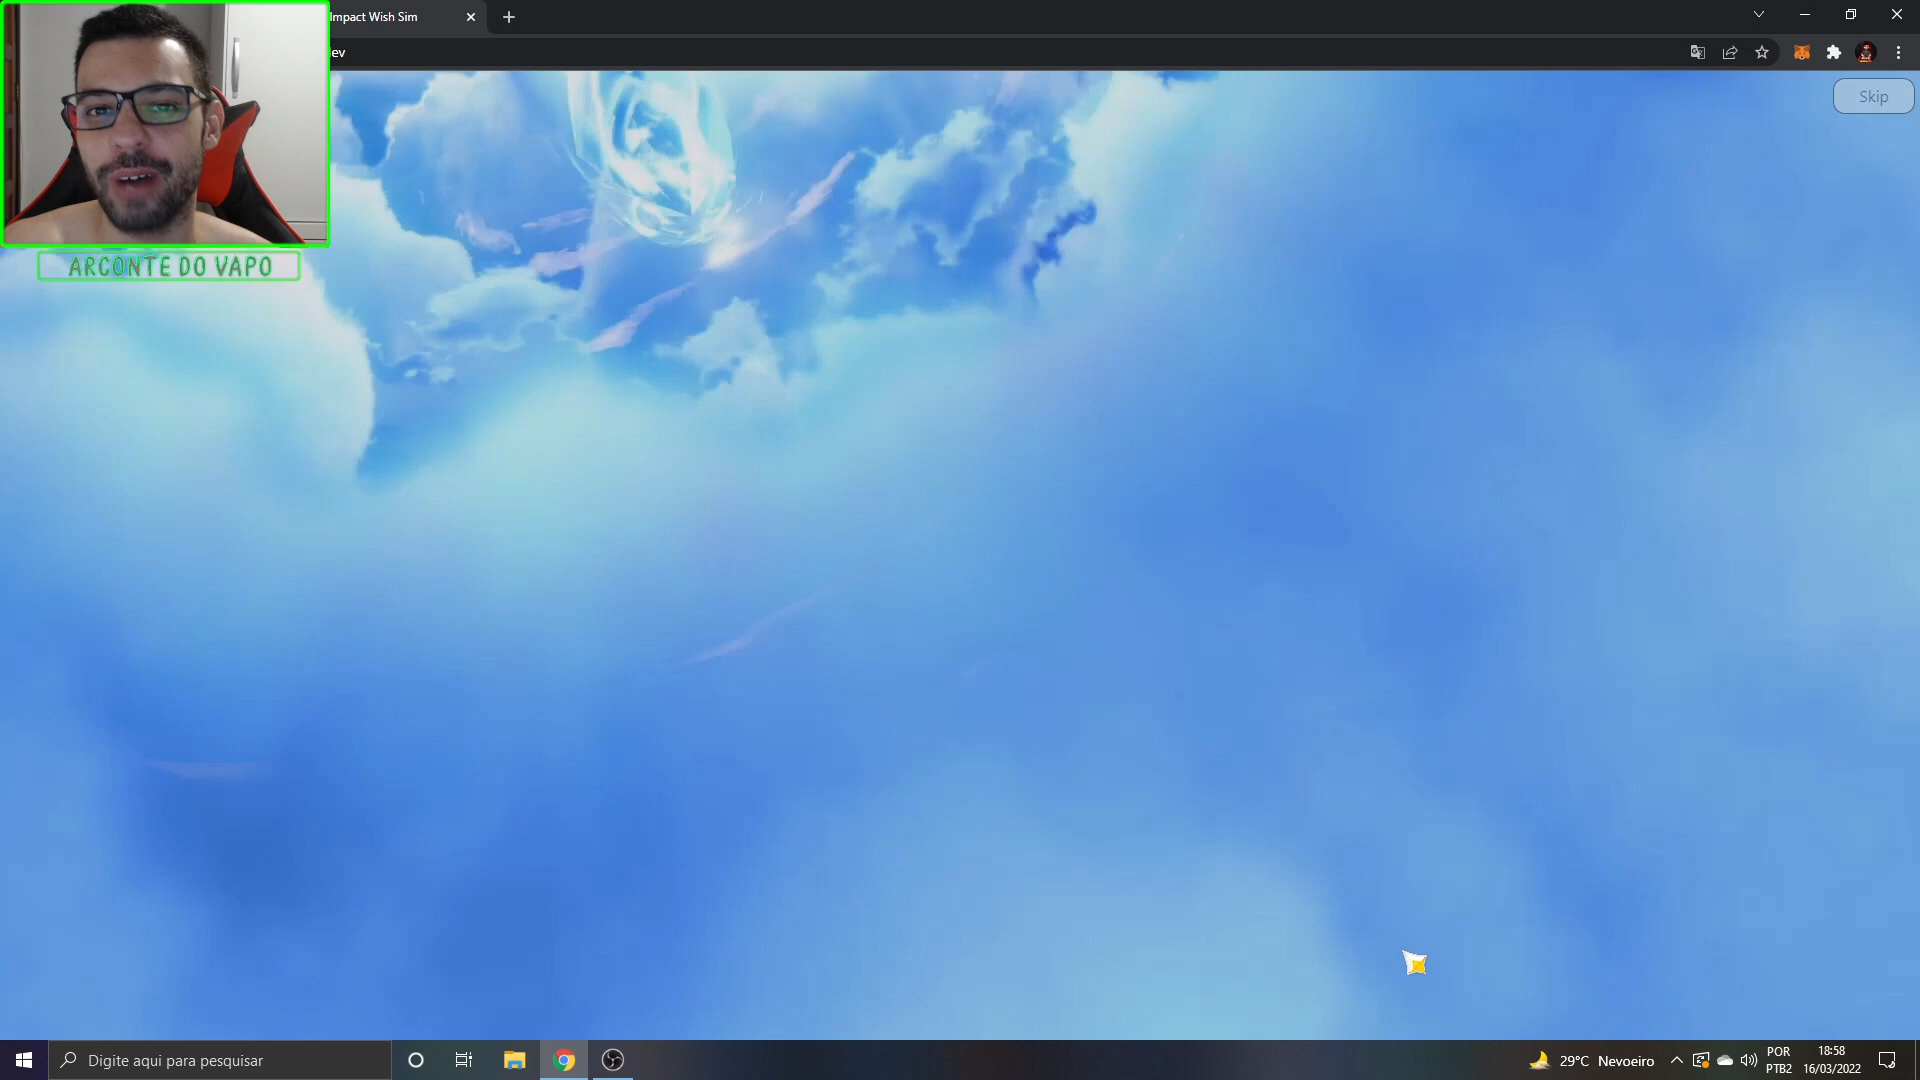 Impact Wish Sim
ev
Skip
ARCONTE DO VAPO
Digite aqui para pesquisar
29°C Nevoeiro
POR
PTB2
18:58
16/03/2022